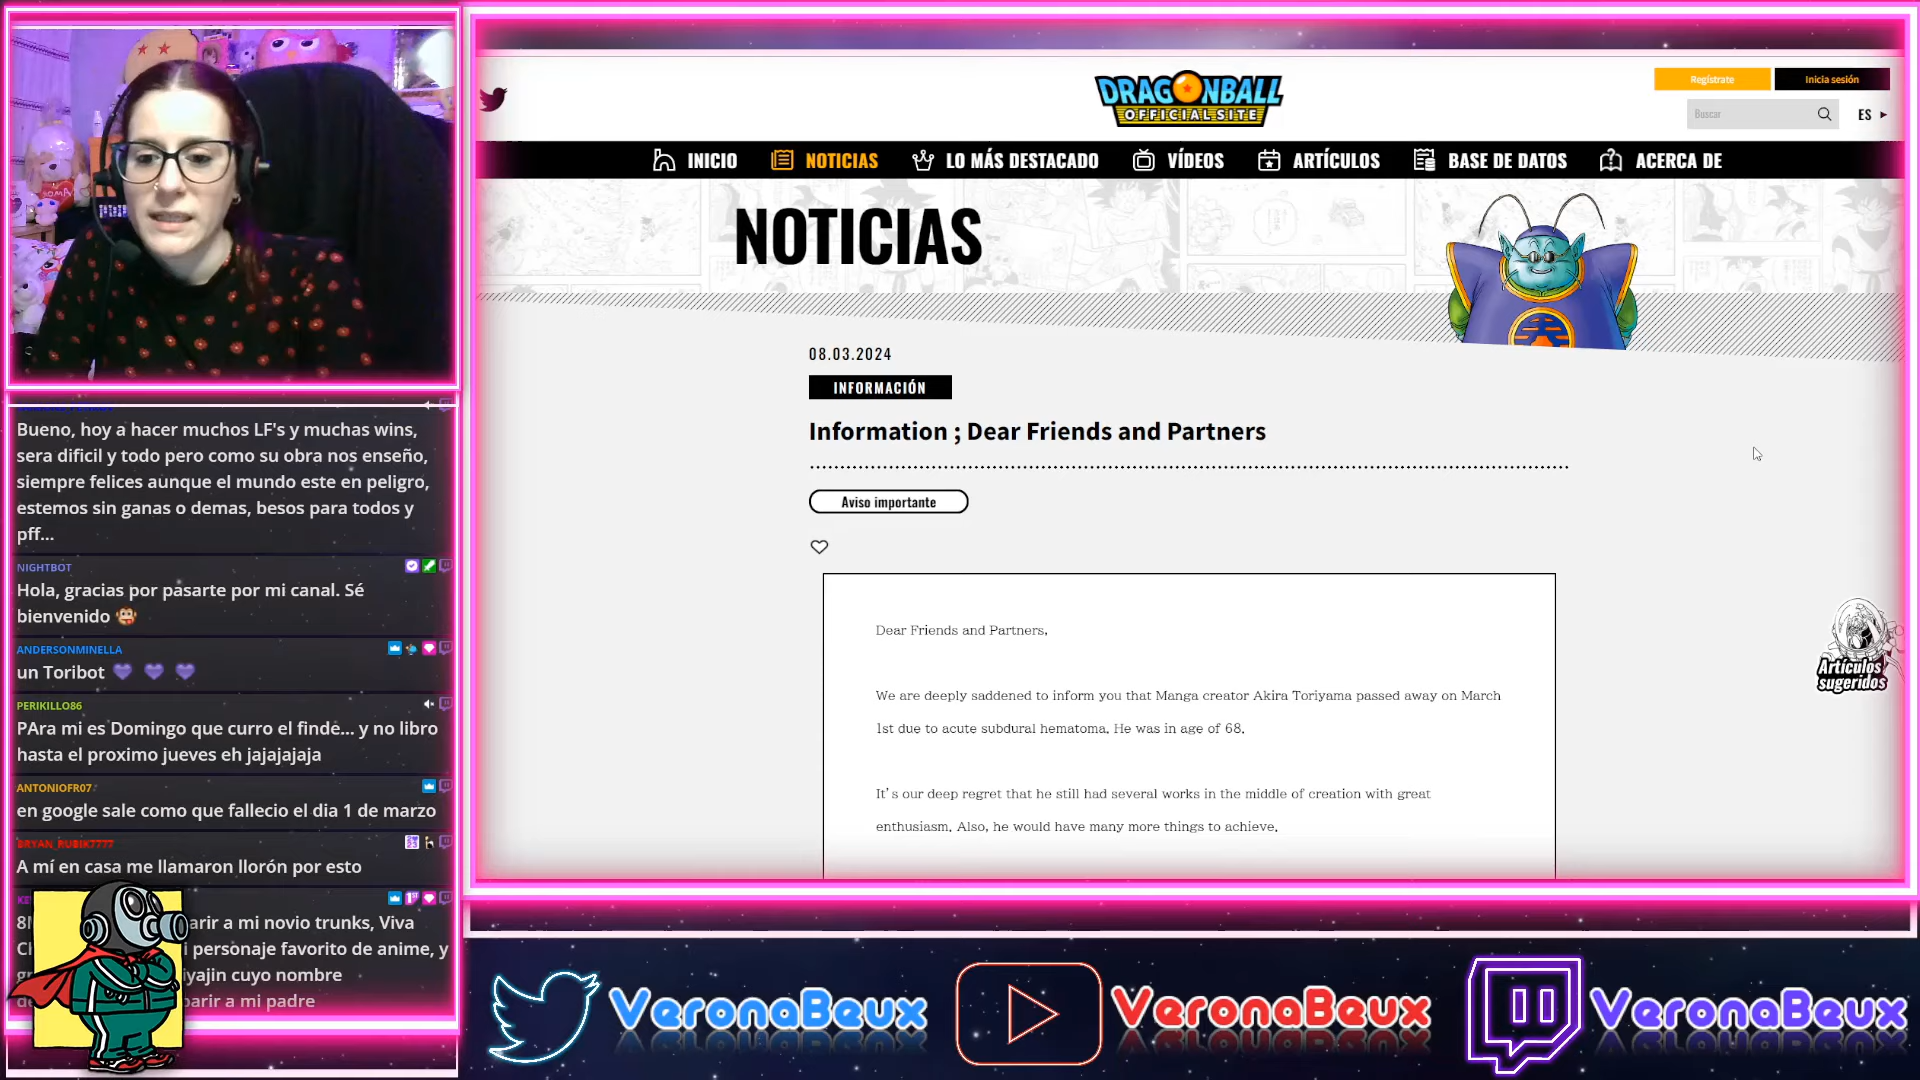 DRAGONBALL
OFFICIAL SITE
Regístrate
Inicia sesión
Buscar
ES
INICIO
NOTICIAS
LO MÁS DESTACADO
VÍDEOS
ARTÍCULOS
BASE DE DATOS
ACERCA DE
NOTICIAS
08.03.2024
INFORMACIÓN
Information ; Dear Friends and Partners
Aviso importante
Dear Friends and Partners,
We are deeply saddened to inform you that Manga creator Akira Toriyama passed away on March
1st due to acute subdural hematoma. He was in age of 68.
It's our deep regret that he still had several works in the middle of creation with great
enthusiasm. Also, he would have many more things to achieve.
Artículos
sugeridos
Bueno, hoy a hacer muchos LF's y muchas wins,
sera dificil y todo pero como su obra nos enseño,
siempre felices aunque el mundo este en peligro,
estemos sin ganas o demas, besos para todos y
pff...
NIGHTBOT
Hola, gracias por pasarte por mi canal. Sé
bienvenido
ANDERSONMINELLA
un Toribot
PERIKILLO86
PAra mi es Domingo que curro el finde... y no libro
hasta el proximo jueves eh jajajajaja
ANTONIOFR07
en google sale como que fallecio el dia 1 de marzo
BRYAN_RUBIK7777
A mí en casa me llamaron llorón por esto
arir a mi novio trunks, Viva
i personaje favorito de anime, y
iyajin cuyo nombre
parir a mi padre
VeronaBeux
VeronaBeux
VeronaBeux